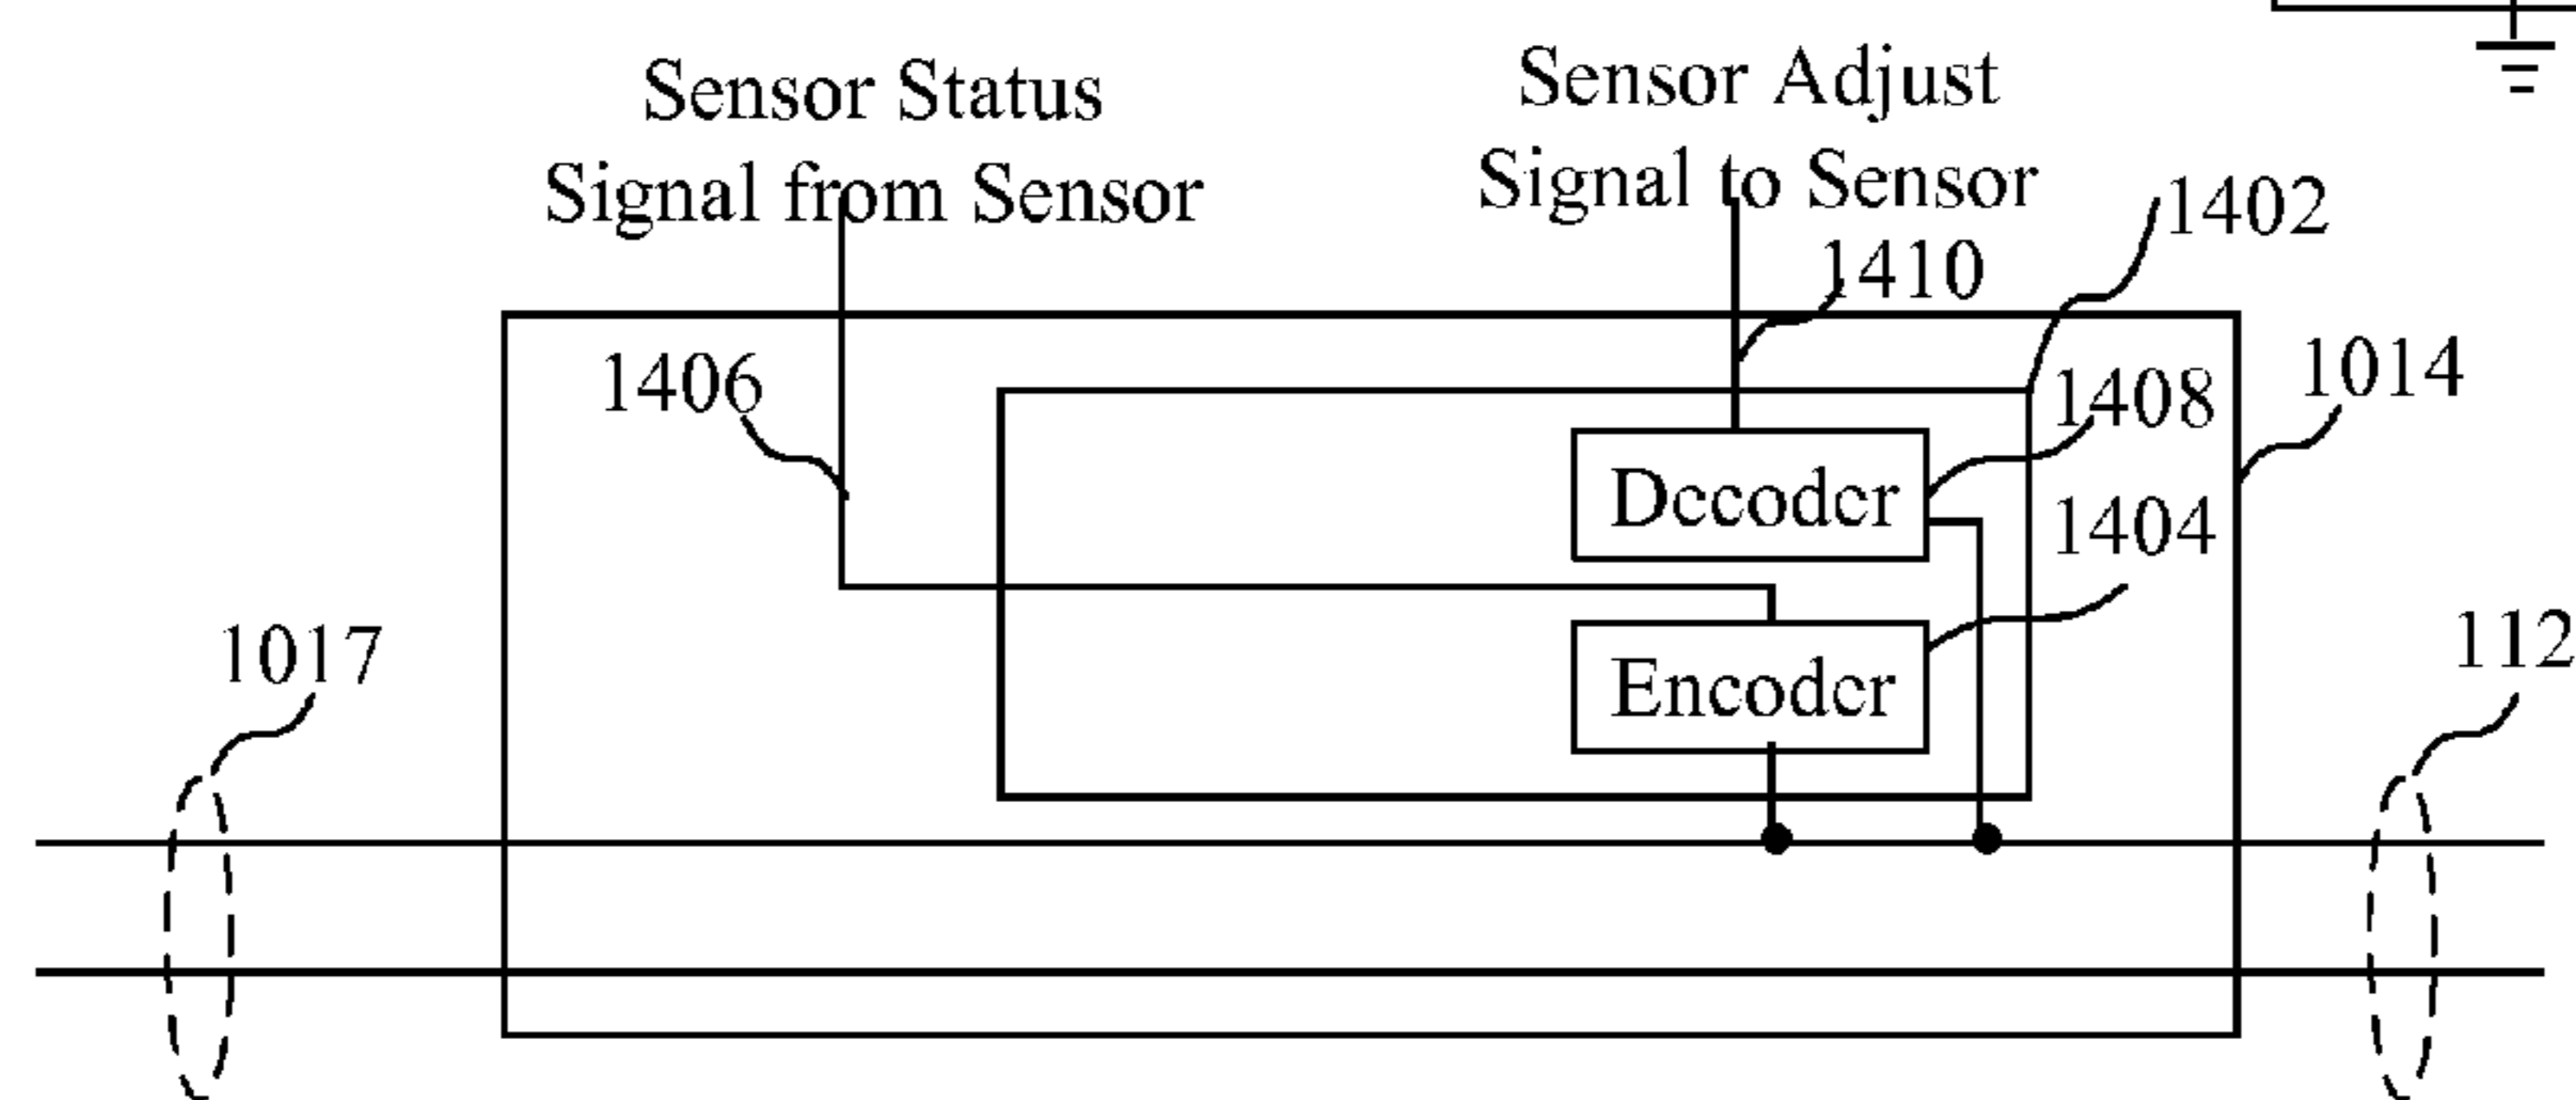 Sensor Status
Signal from Sensor
Sensor Adjust
Signal to Sensor
1402
1410
1406
1408
1014
Decoder
1404
1017
Encoder
112